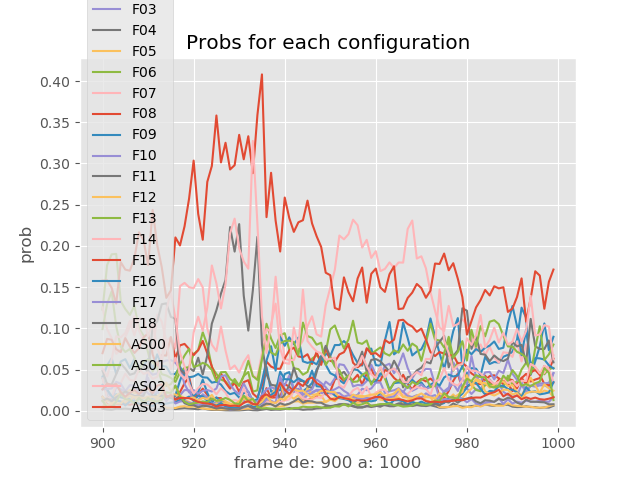 F03
F04
F05
F06
F07
F08
F09
F10
F11
F12
F13
F14
F15
F16
F17
F18
AS00
AS01
AS02
AS03
Probs for each configuration
prob
0.40
0.35
0.30
0.25
0.20
0.15
0.10
0.05
0.00
900
920
940
960
980
1000
frame de: 900 a: 1000